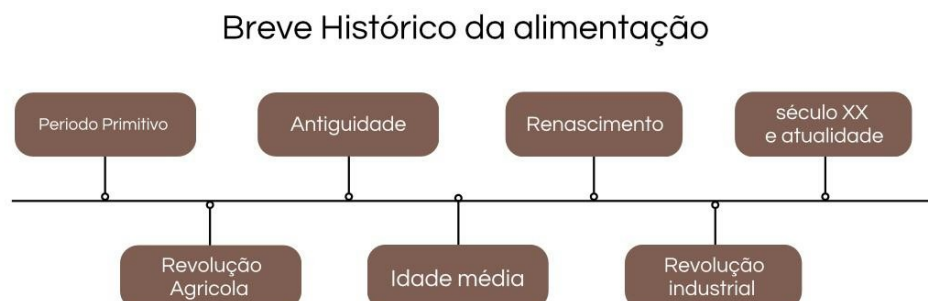 Breve Histórico da alimentação
Periodo Primitivo
Antiguidade
Renascimento
século XX
e atualidade
Revolução
Agricola
Idade média
Revolução
industrial